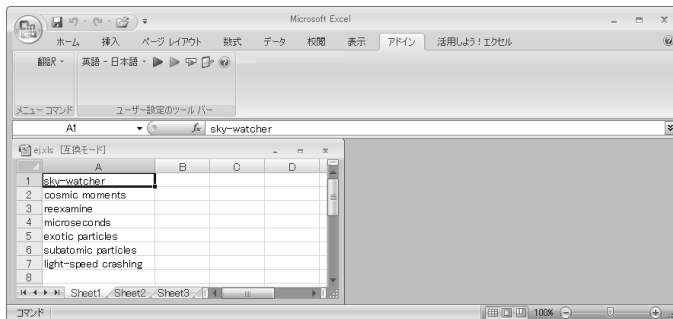 Microsoft Excel
ホーム 挿入 ページ レイアウト 数式 データ 校閲 表示 アドイン 活用しよう！エクセル
翻訳 英語 - 日本語
メニュー コマンド ユーザー設定のツール バー
A1 fx sky-watcher
ej.xls [互換モード]
A B C D
1 sky-watcher
2 cosmic moments
3 reexamine
4 microseconds
5 exotic particles
6 subatomic particles
7 light-speed crashing
8
Sheet1 Sheet2 Sheet3
コマンド 100%